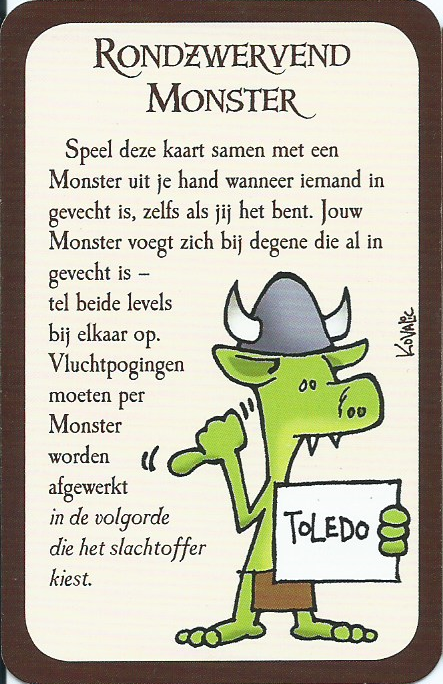 RONDZWERVEND
MONSTER
Speel deze kaart samen met een
Monster uit je hand wanneer iemand in
gevecht is, zelfs als jij het bent. Jouw
Monster voegt zich bij degene die al in
gevecht is –
tel beide levels
bij elkaar op.
Vluchtpogingen
moeten per
Monster
worden
afgewerkt
in de volgorde
die het slachtoffer
kiest.
KOVALIC
TOLEDO